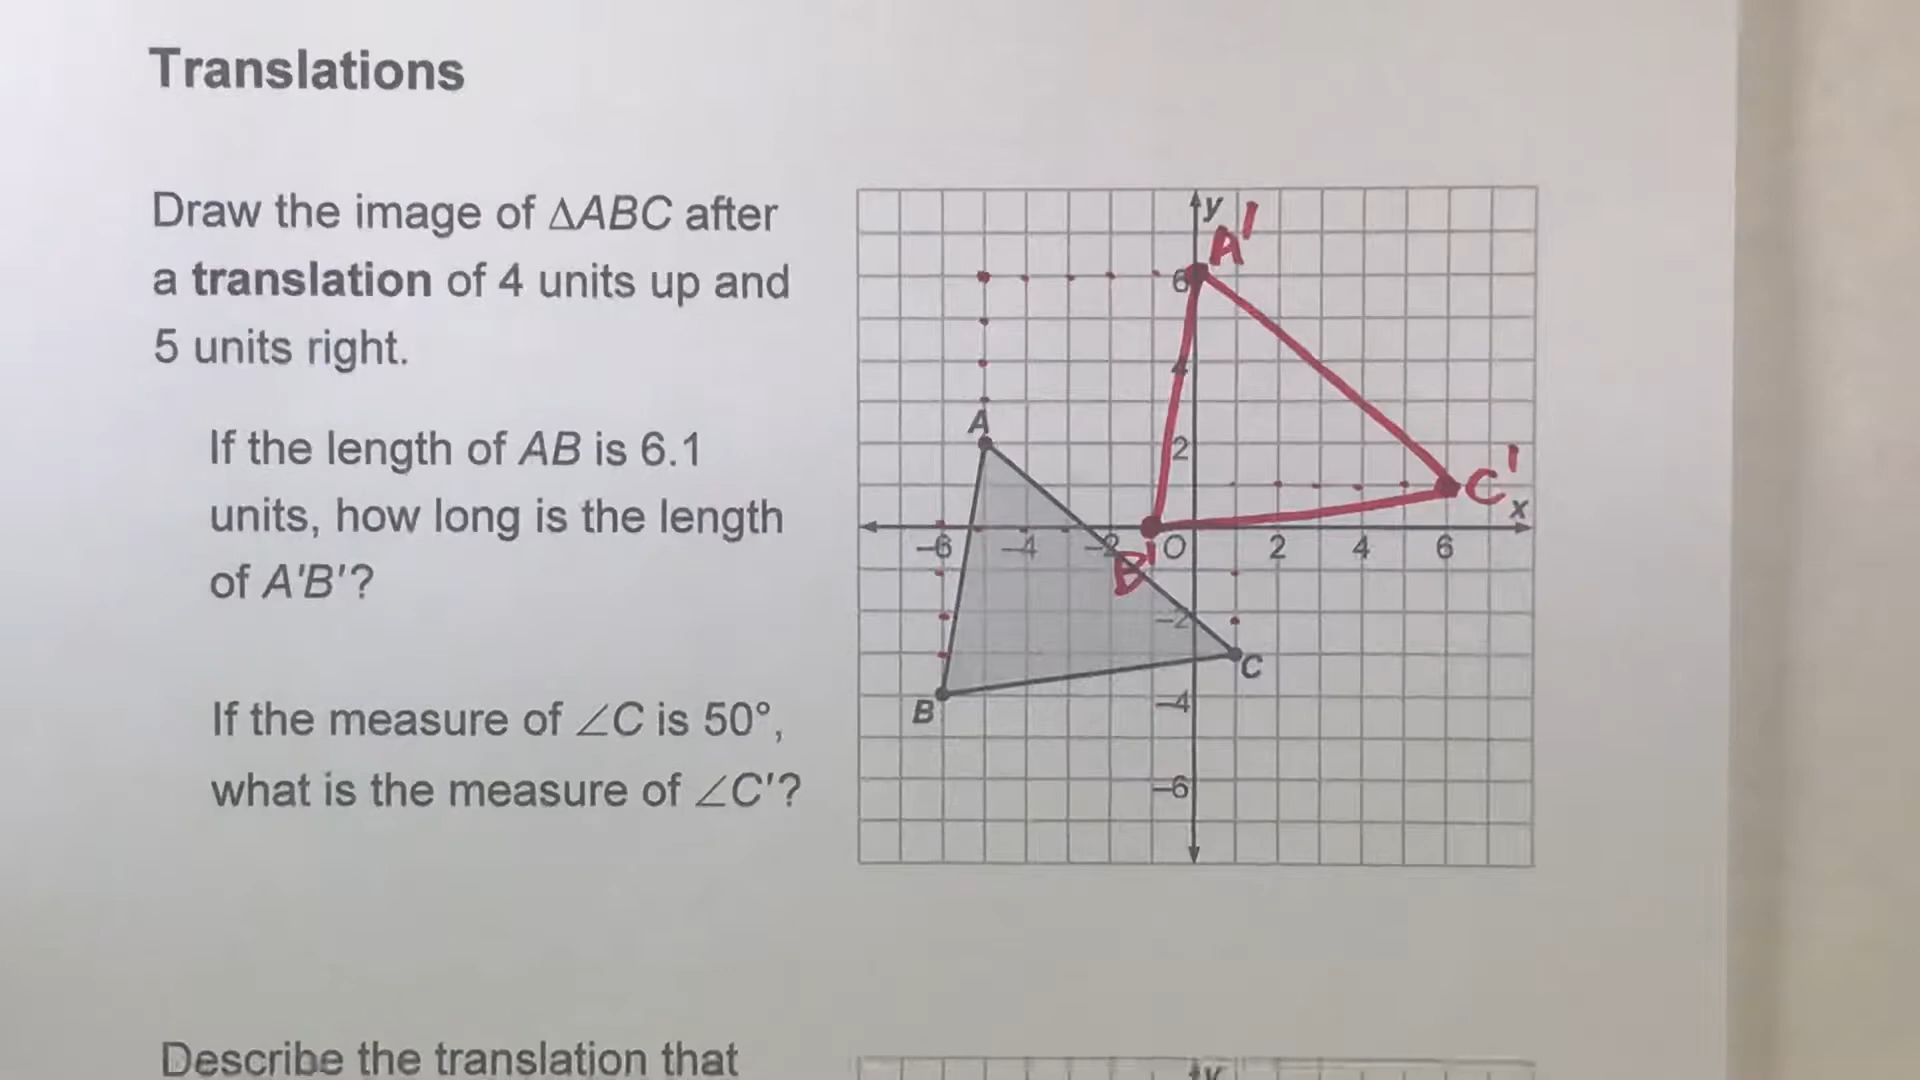 Translations
Draw the image of ΔABC after
a translation of 4 units up and
5 units right.
If the length of AB is 6.1
units, how long is the length
of A'B'?
If the measure of ∠C is 50°,
what is the measure of ∠C'?
y
A'
6
4
A
2
C'
x
−6 −4 −2 O 2 4 6
B'
−2
C
−4
B
−6
Describe the translation that
y